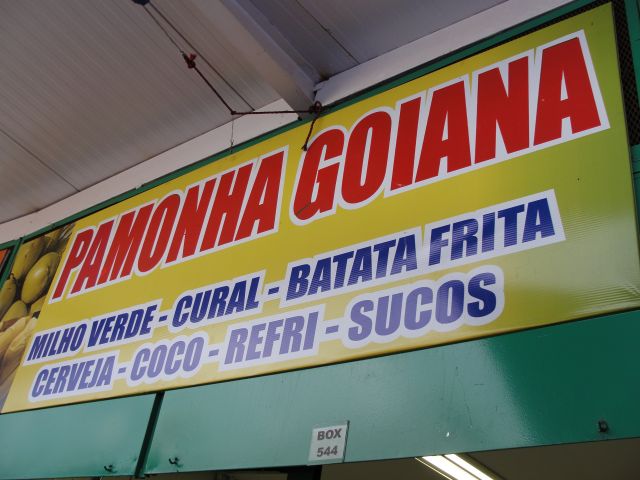 PAMONHA GOIANA
MILHO VERDE - CURAL - BATATA FRITA
CERVEJA - COCO - REFRI - SUCOS
BOX
544